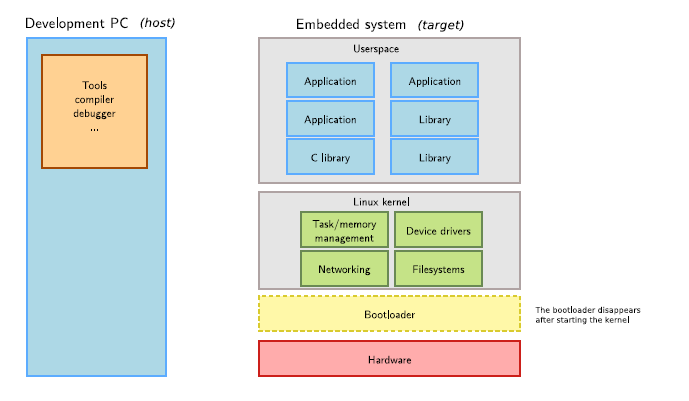 Development PC (host)
Embedded system (target)
Tools
compiler
debugger
...
Userspace
Application
Application
Application
Library
C library
Library
Linux kernel
Task/memory
management
Device drivers
Networking
Filesystems
Bootloader
The bootloader disappears
after starting the kernel
Hardware